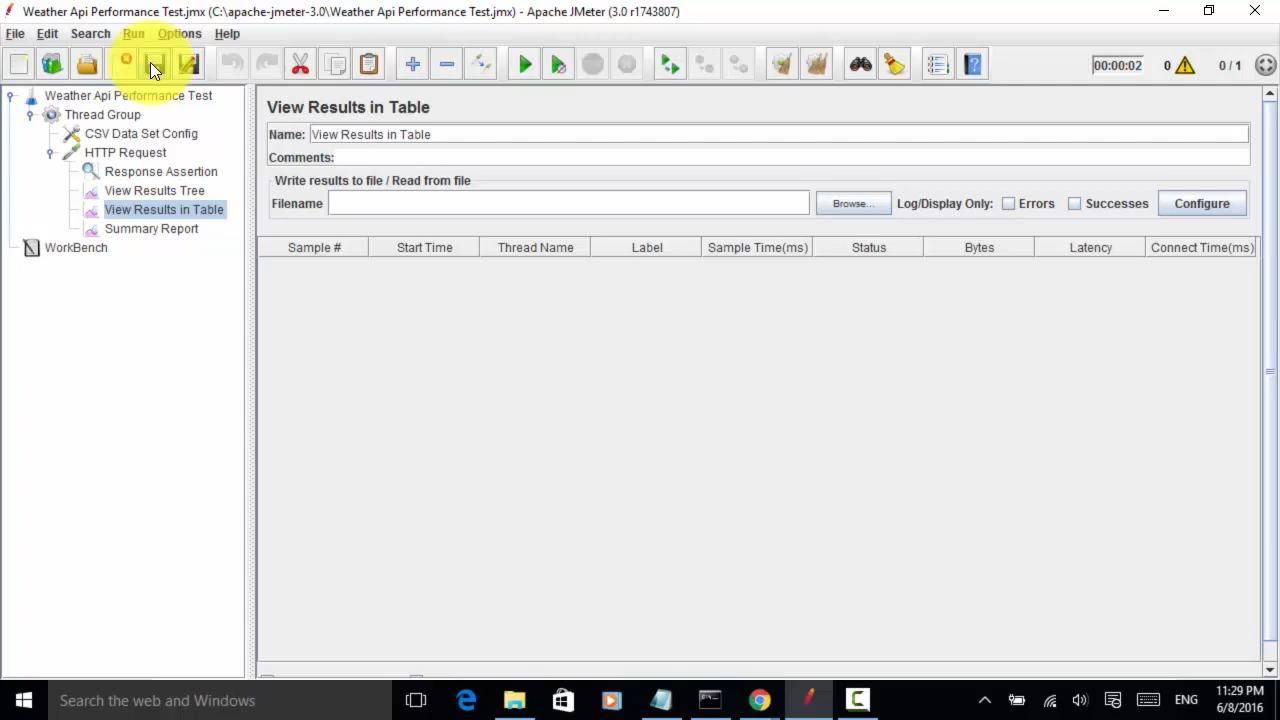 Weather Api Performance Test.jmx (C:\apache-jmeter-3.0\Weather Api Performance Test.jmx) - Apache JMeter (3.0 r1743807)
File Edit Search Run Options Help
00:00:02 0 0 / 1
Weather Api Performance Test
Thread Group
CSV Data Set Config
HTTP Request
Response Assertion
View Results Tree
View Results in Table
Summary Report
WorkBench
View Results in Table
Name: View Results in Table
Comments:
Write results to file / Read from file
Filename Browse... Log/Display Only: Errors Successes Configure
Sample # Start Time Thread Name Label Sample Time(ms) Status Bytes Latency Connect Time(ms)
Search the web and Windows
ENG
11:29 PM
6/8/2016